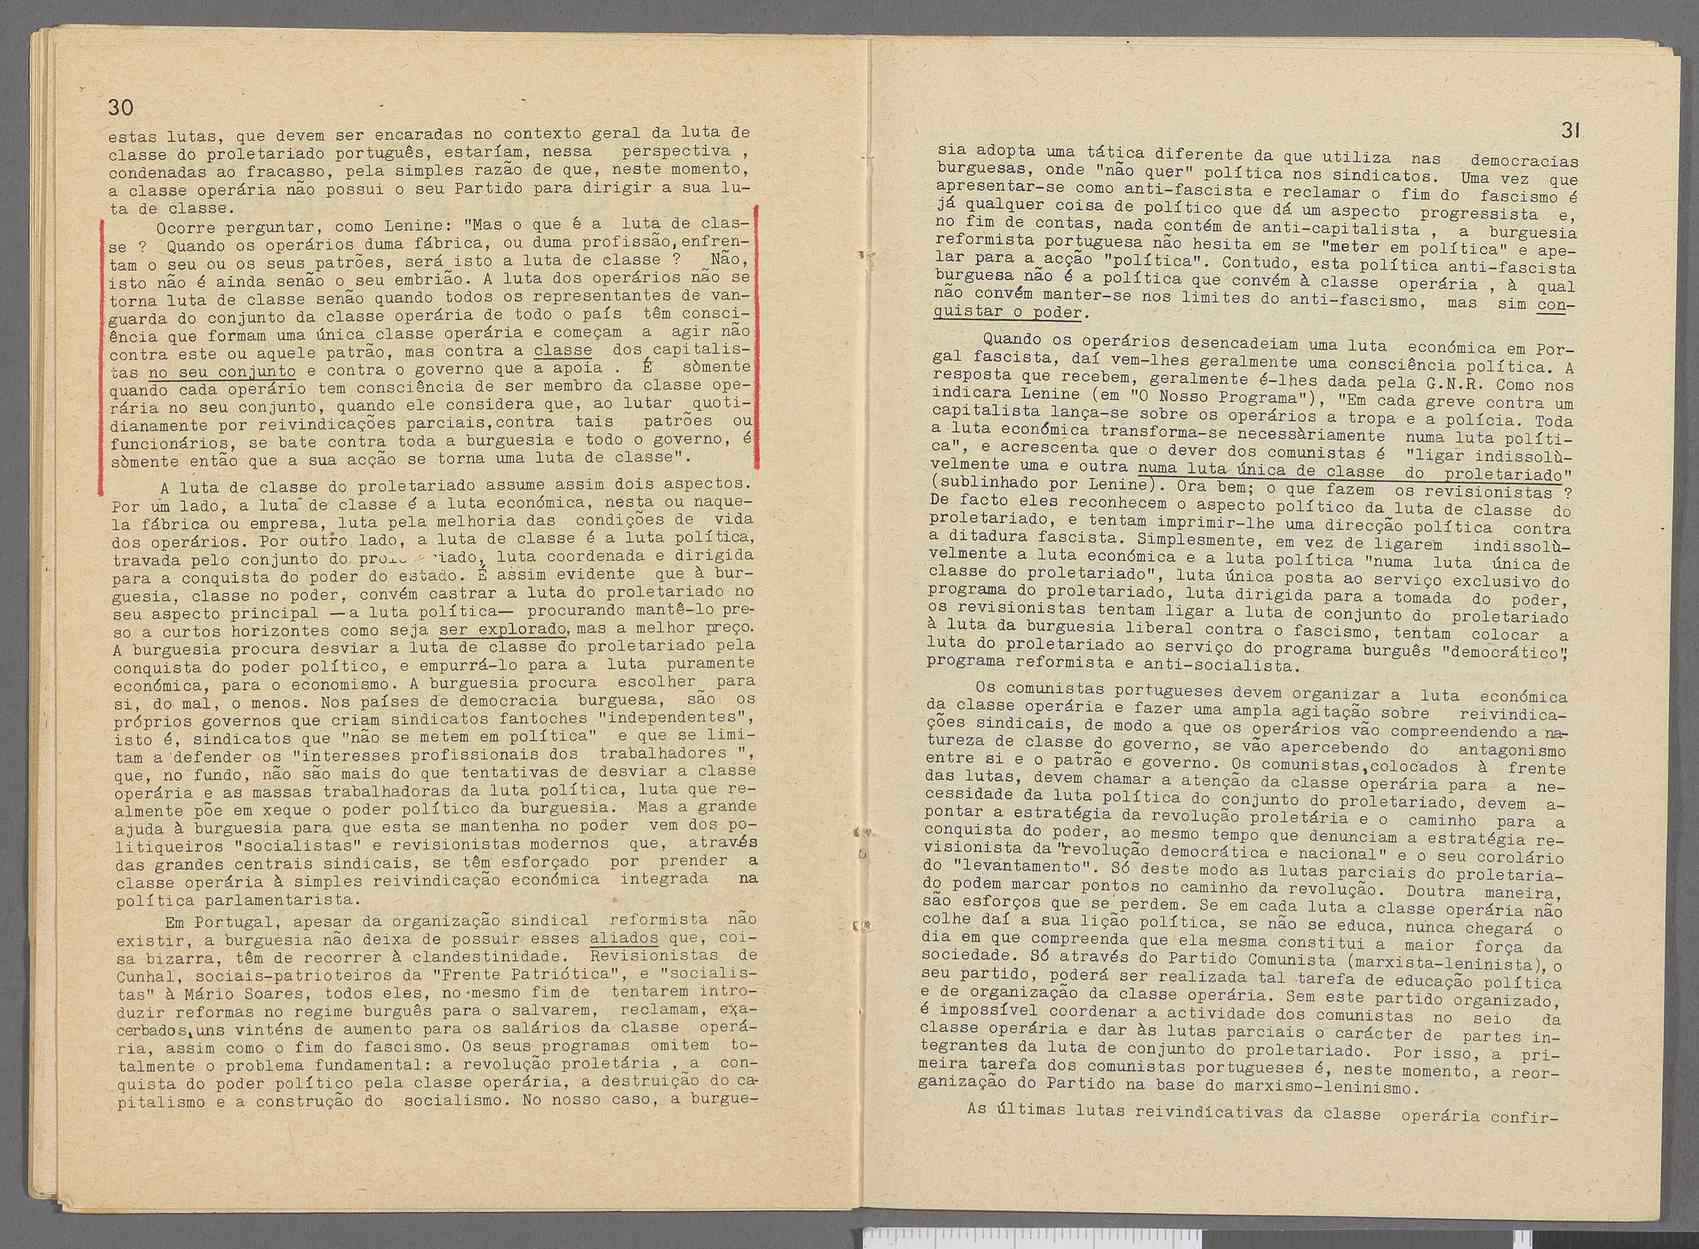 30
estas lutas, que devem ser encaradas no contexto geral da luta de
classe do proletariado português, estaríam, nessa perspectiva ,
condenadas ao fracasso, pela simples razão de que, neste momento,
a classe operária não possui o seu Partido para dirigir a sua lu-
ta de classe.
Ocorre perguntar, como Lenine: "Mas o que é a luta de clas-
se ? Quando os operários duma fábrica, ou duma profissão,enfren-
tam o seu ou os seus patrões, será isto a luta de classe ? Não,
isto não é ainda senão o seu embrião. A luta dos operários não se
torna luta de classe senão quando todos os representantes de van-
guarda do conjunto da classe operária de todo o país têm consci-
ência que formam uma única classe operária e começam a agir não
contra este ou aquele patrão, mas contra a classe dos capitalis-
tas no seu conjunto e contra o governo que a apoia . É sòmente
quando cada operário tem consciência de ser membro da classe ope-
rária no seu conjunto, quando ele considera que, ao lutar quoti-
dianamente por reivindicações parciais,contra tais patrões ou
funcionários, se bate contra toda a burguesia e todo o governo, é
sòmente então que a sua acção se torna uma luta de classe".
A luta de classe do proletariado assume assim dois aspectos.
Por um lado, a luta de classe é a luta económica, nesta ou naque-
la fábrica ou empresa, luta pela melhoria das condições de vida
dos operários. Por outro lado, a luta de classe é a luta política,
travada pelo conjunto do proletariado, luta coordenada e dirigida
para a conquista do poder do estado. É assim evidente que à bur-
guesia, classe no poder, convém castrar a luta do proletariado no
seu aspecto principal —a luta política— procurando mantê-lo pre-
so a curtos horizontes como seja ser explorado, mas a melhor preço.
A burguesia procura desviar a luta de classe do proletariado pela
conquista do poder político, e empurrá-lo para a luta puramente
económica, para o economismo. A burguesia procura escolher para
si, do mal, o menos. Nos países de democracia burguesa, são os
próprios governos que criam sindicatos fantoches "independentes",
isto é, sindicatos que "não se metem em política" e que se limi-
tam a defender os "interesses profissionais dos trabalhadores ",
que, no fundo, não são mais do que tentativas de desviar a classe
operária e as massas trabalhadoras da luta política, luta que re-
almente põe em xeque o poder político da burguesia. Mas a grande
ajuda à burguesia para que esta se mantenha no poder vem dos po-
litiqueiros "socialistas" e revisionistas modernos que, através
das grandes centrais sindicais, se têm esforçado por prender a
classe operária à simples reivindicação económica integrada na
política parlamentarista.
Em Portugal, apesar da organização sindical reformista não
existir, a burguesia não deixa de possuir esses aliados que, coi-
sa bizarra, têm de recorrer à clandestinidade. Revisionistas de
Cunhal, sociais-patrioteiros da "Frente Patriótica", e "socialis-
tas" à Mário Soares, todos eles, no mesmo fim de tentarem intro-
duzir reformas no regime burguês para o salvarem, reclamam, exa-
cerbados,uns vinténs de aumento para os salários da classe operá-
ria, assim como o fim do fascismo. Os seus programas omitem to-
talmente o problema fundamental: a revolução proletária , a con-
quista do poder político pela classe operária, a destruição do ca-
pitalismo e a construção do socialismo. No nosso caso, a burgue-
31
sia adopta uma tática diferente da que utiliza nas democracias
burguesas, onde "não quer" política nos sindicatos. Uma vez que
apresentar-se como anti-fascista e reclamar o fim do fascismo é
já qualquer coisa de político que dá um aspecto progressista e,
no fim de contas, nada contém de anti-capitalista , a burguesia
reformista portuguesa não hesita em se "meter em política" e ape-
lar para a acção "política". Contudo, esta política anti-fascista
burguesa não é a política que convém à classe operária , à qual
não convém manter-se nos limites do anti-fascismo, mas sim con-
quistar o poder.
Quando os operários desencadeiam uma luta económica em Por-
gal fascista, daí vem-lhes geralmente uma consciência política. A
resposta que recebem, geralmente é-lhes dada pela G.N.R. Como nos
indicara Lenine (em "O Nosso Programa"), "Em cada greve contra um
capitalista lança-se sobre os operários a tropa e a polícia. Toda
a luta económica transforma-se necessàriamente numa luta políti-
ca", e acrescenta que o dever dos comunistas é "ligar indissolù-
velmente uma e outra numa luta única de classe do proletariado"
(sublinhado por Lenine). Ora bem; o que fazem os revisionistas ?
De facto eles reconhecem o aspecto político da luta de classe do
proletariado, e tentam imprimir-lhe uma direcção política contra
a ditadura fascista. Simplesmente, em vez de ligarem indissolù-
velmente a luta económica e a luta política "numa luta única de
classe do proletariado", luta única posta ao serviço exclusivo do
programa do proletariado, luta dirigida para a tomada do poder,
os revisionistas tentam ligar a luta de conjunto do proletariado
à luta da burguesia liberal contra o fascismo, tentam colocar a
luta do proletariado ao serviço do programa burguês "democrático",
programa reformista e anti-socialista.
Os comunistas portugueses devem organizar a luta económica
da classe operária e fazer uma ampla agitação sobre reivindica-
ções sindicais, de modo a que os operários vão compreendendo a na-
tureza de classe do governo, se vão apercebendo do antagonismo
entre si e o patrão e governo. Os comunistas,colocados à frente
das lutas, devem chamar a atenção da classe operária para a ne-
cessidade da luta política do conjunto do proletariado, devem a-
pontar a estratégia da revolução proletária e o caminho para a
conquista do poder, ao mesmo tempo que denunciam a estratégia re-
visionista da "revolução democrática e nacional" e o seu corolário
do "levantamento". Só deste modo as lutas parciais do proletaria-
do podem marcar pontos no caminho da revolução. Doutra maneira,
são esforços que se perdem. Se em cada luta a classe operária não
colhe daí a sua lição política, se não se educa, nunca chegará o
dia em que compreenda que ela mesma constitui a maior força da
sociedade. Só através do Partido Comunista (marxista-leninista), o
seu partido, poderá ser realizada tal tarefa de educação política
e de organização da classe operária. Sem este partido organizado,
é impossível coordenar a actividade dos comunistas no seio da
classe operária e dar às lutas parciais o carácter de partes in-
tegrantes da luta de conjunto do proletariado. Por isso, a pri-
meira tarefa dos comunistas portugueses é, neste momento, a reor-
ganização do Partido na base do marxismo-leninismo.
As últimas lutas reivindicativas da classe operária confir-